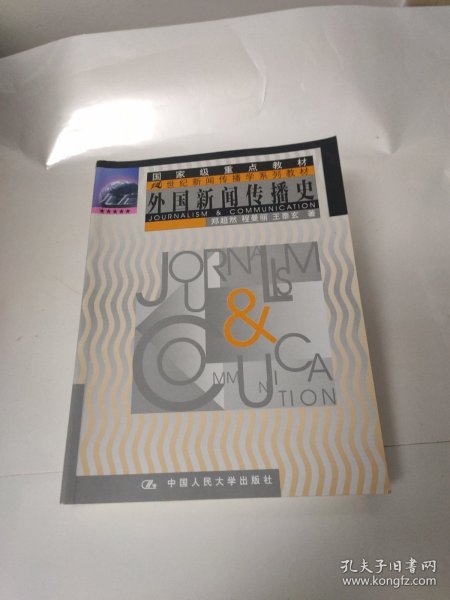 国家级重点教材
21世纪新闻传播学系列教材
九五
外国新闻传播史
JOURNALISM & COMMUNICATION
郑超然 程曼丽 王泰玄 著
JOURNALISM
&
COMMUNICATION
中国人民大学出版社
孔夫子旧书网
www.kongfz.com